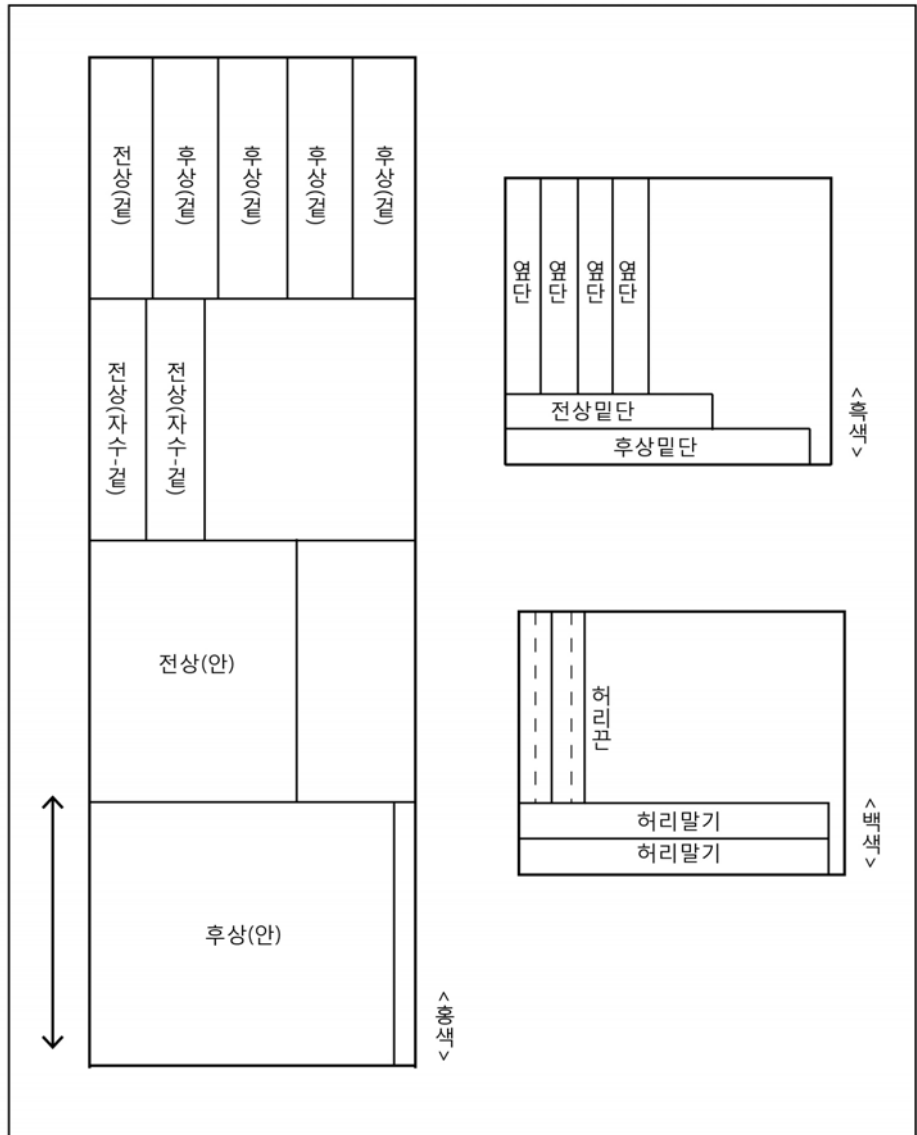 전상(겉)
후상(겉)
후상(겉)
후상(겉)
후상(겉)
전상(자수-겉)
전상(자수-겉)
전상(안)
후상(안)
<홍색>
옆단
옆단
옆단
옆단
전상밑단
후상밑단
<흑색>
허리끈
허리말기
허리말기
<백색>